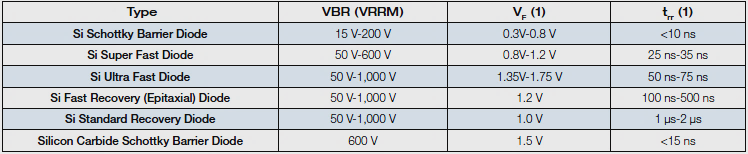 Type VBR (VRRM) VF (1) trr (1)
Si Schottky Barrier Diode 15 V-200 V 0.3V-0.8 V <10 ns
Si Super Fast Diode 50 V-600 V 0.8V-1.2 V 25 ns-35 ns
Si Ultra Fast Diode 50 V-1,000 V 1.35V-1.75 V 50 ns-75 ns
Si Fast Recovery (Epitaxial) Diode 50 V-1,000 V 1.2 V 100 ns-500 ns
Si Standard Recovery Diode 50 V-1,000 V 1.0 V 1 µs-2 µs
Silicon Carbide Schottky Barrier Diode 600 V 1.5 V <15 ns